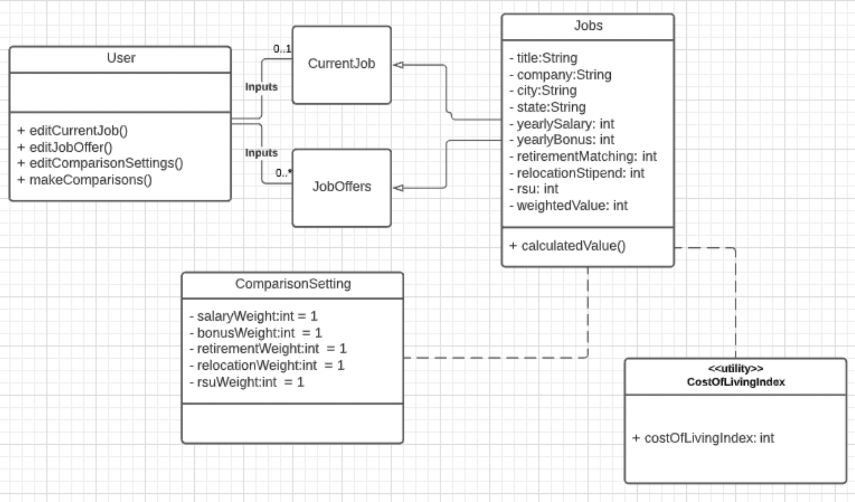 User
+ editCurrentJob()
+ editJobOffer()
+ editComparisonSettings()
+ makeComparisons()
0..1
Inputs
Inputs
0..*
CurrentJob
JobOffers
Jobs
- title:String
- company:String
- city:String
- state:String
- yearlySalary: int
- yearlyBonus: int
- retirementMatching: int
- relocationStipend: int
- rsu: int
- weightedValue: int
+ calculatedValue()
ComparisonSetting
- salaryWeight:int = 1
- bonusWeight:int = 1
- retirementWeight:int = 1
- relocationWeight:int = 1
- rsuWeight:int = 1
<<utility>>
CostOfLivingIndex
+ costOfLivingIndex: int